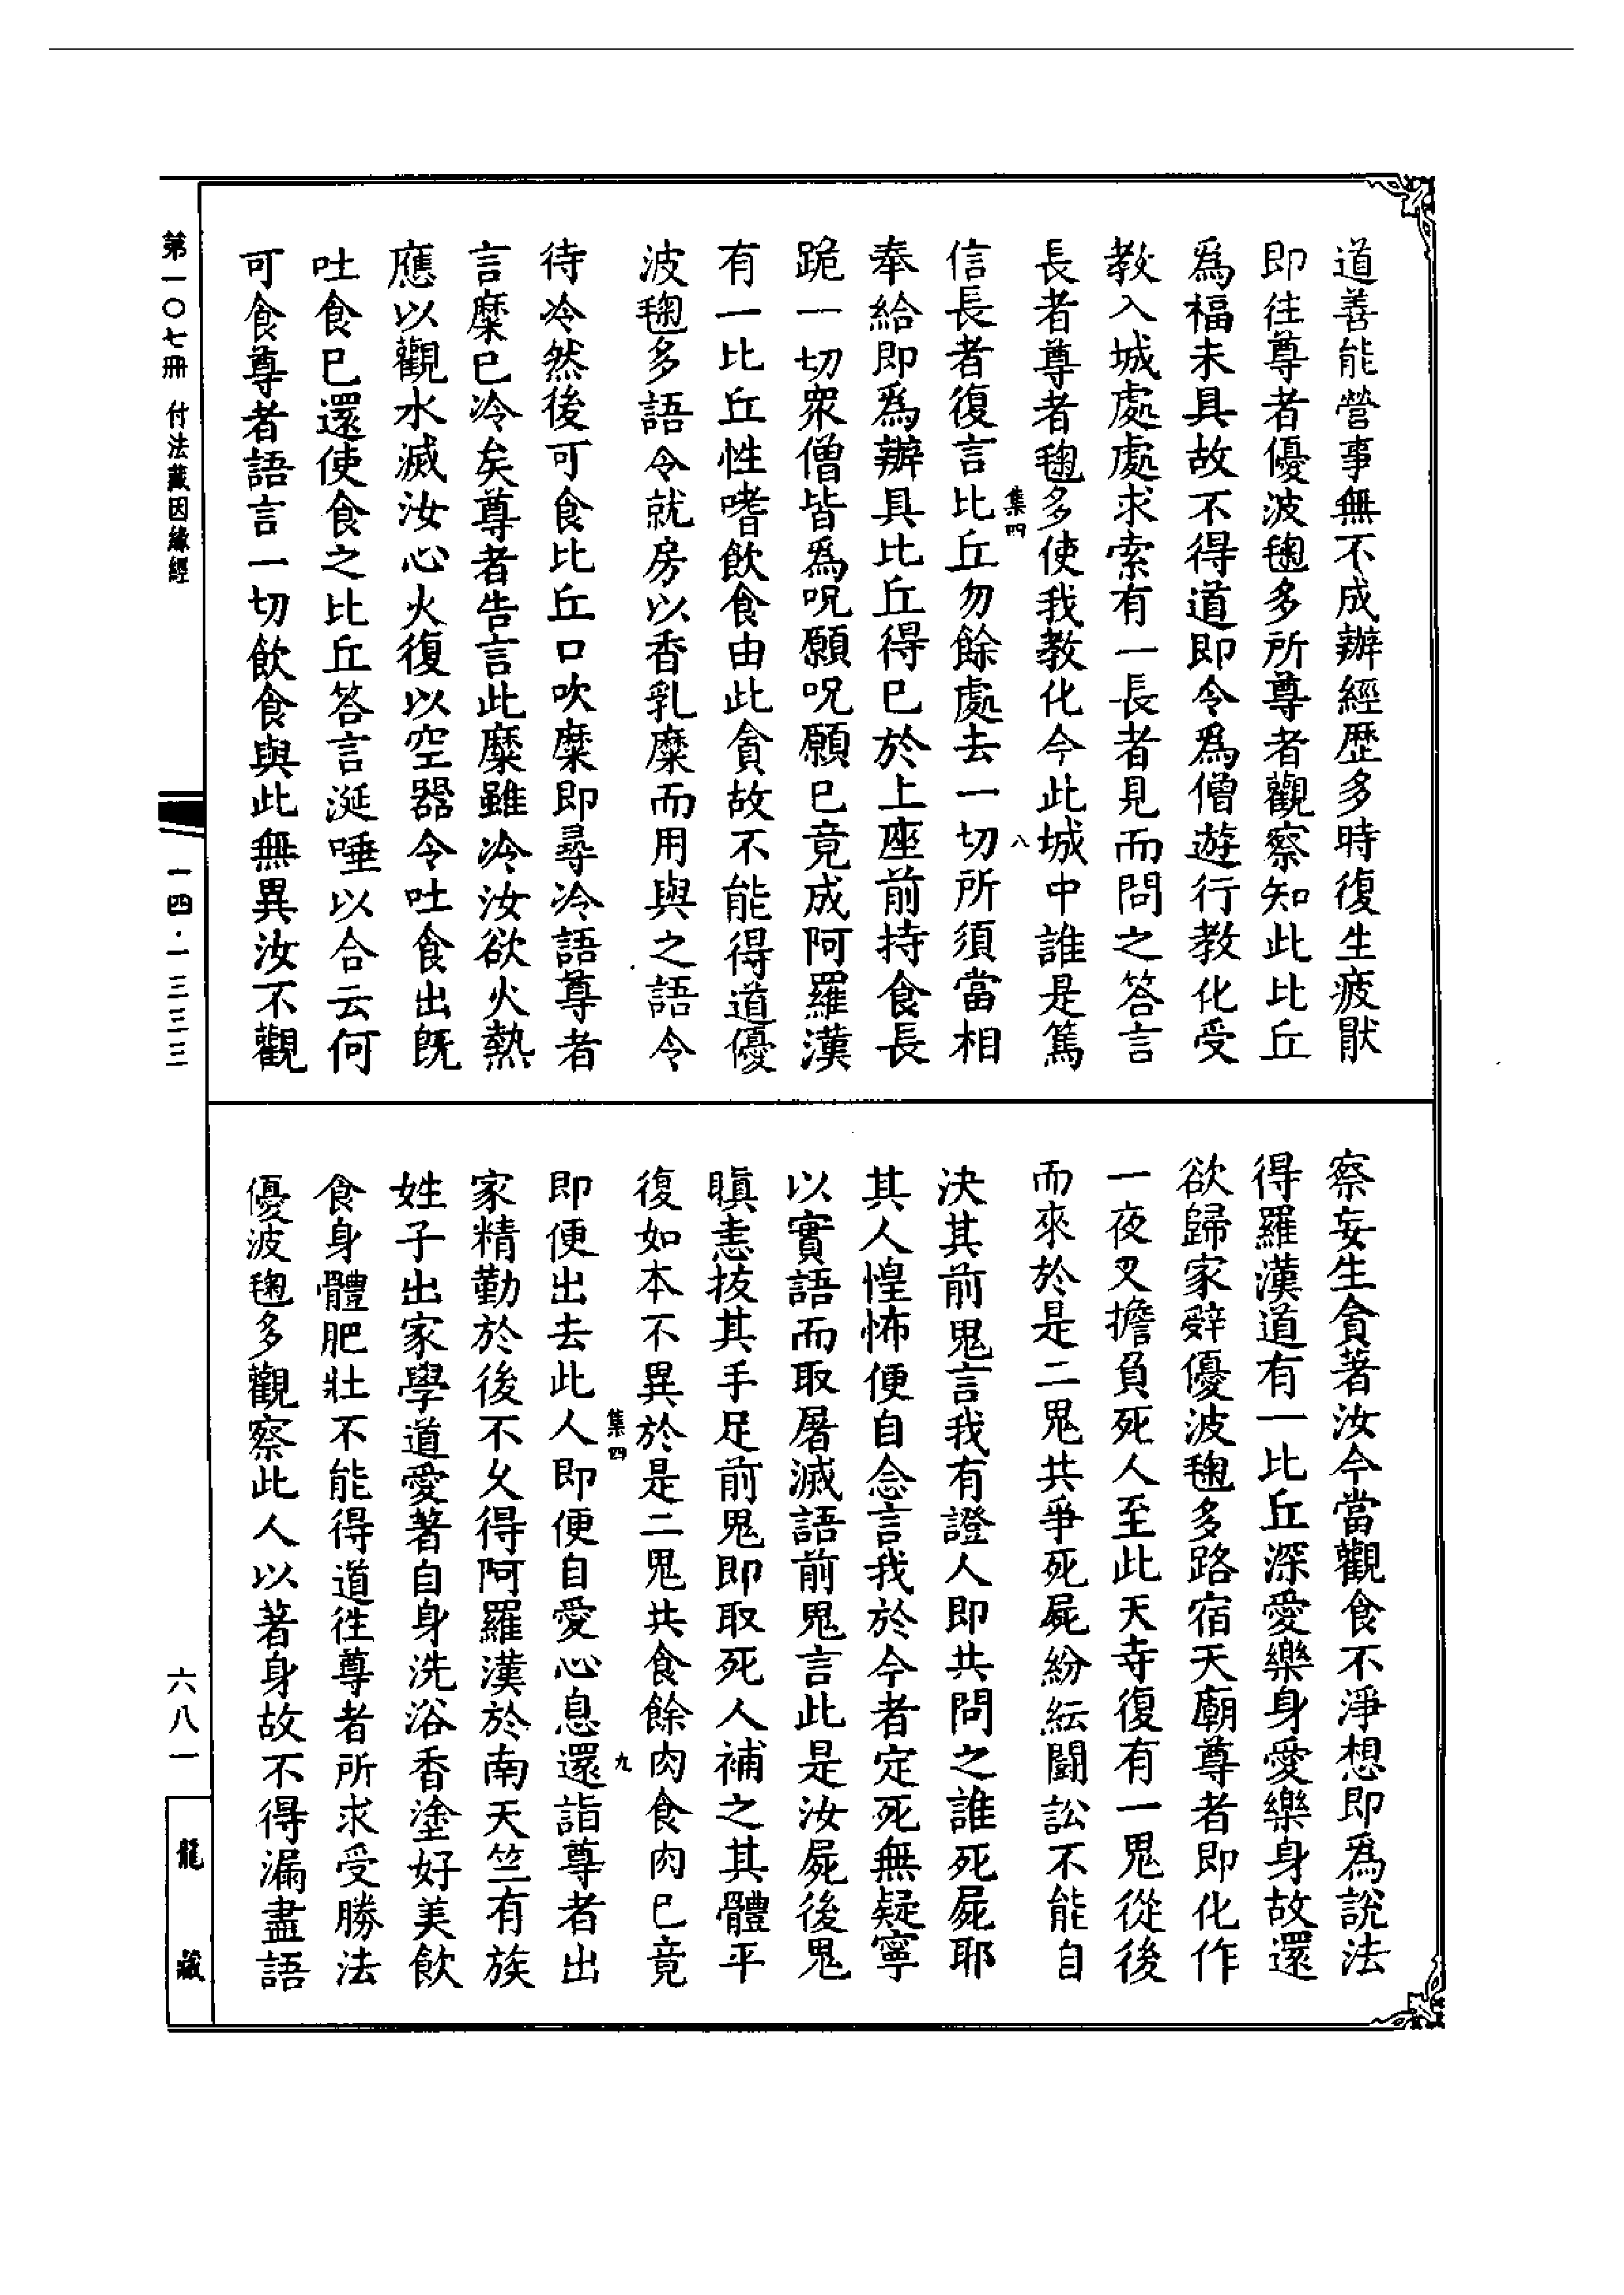 道善能營事無不成辦經歷多時復生疲猒
即往尊者優波毱多所尊者觀察知此比丘
爲福未具故不得道即令爲僧遊行教化受
教入城處處求索有一長者見而問之答言
長者尊者毱多使我教化今此城中誰是篤
集四
八
信長者復言比丘勿餘處去一切所須當相
奉給即爲辦具比丘得已於上座前持食長
跪一切衆僧皆爲呪願呪願已竟成阿羅漢
有一比丘性嗜飲食由此貪故不能得道優
波毱多語令就房以香乳糜而用與之語令
待冷然後可食比丘口吹糜即尋冷語尊者
言糜已冷矣尊者告言此糜雖冷汝欲火熱
應以觀水滅汝心火復以空器令吐食出既
吐食已還使食之比丘答言涎唾以合云何
可食尊者語言一切飲食與此無異汝不觀
察妄生貪著汝今當觀食不淨想即爲說法
得羅漢道有一比丘深愛樂身愛樂身故還
欲歸家辭優波毱多路宿天廟尊者即化作
一夜叉擔負死人至此天寺復有一鬼從後
而來於是二鬼共爭死屍紛紜鬬訟不能自
決其前鬼言我有證人即共問之誰死屍耶
其人惶怖便自念言我於今者定死無疑寧
以實語而取屠滅語前鬼言此是汝屍後鬼
瞋恚拔其手足前鬼即取死人補之其體平
復如本不異於是二鬼共食餘肉食肉已竟
集四
九
即便出去此人即便自愛心息還詣尊者出
家精勤於後不久得阿羅漢於南天竺有族
姓子出家學道愛著自身洗浴香塗好美飲
食身體肥壯不能得道往尊者所求受勝法
優波毱多觀察此人以著身故不得漏盡語
第一〇七冊 付法藏因緣經
一四·一三三三
六八一
龍藏